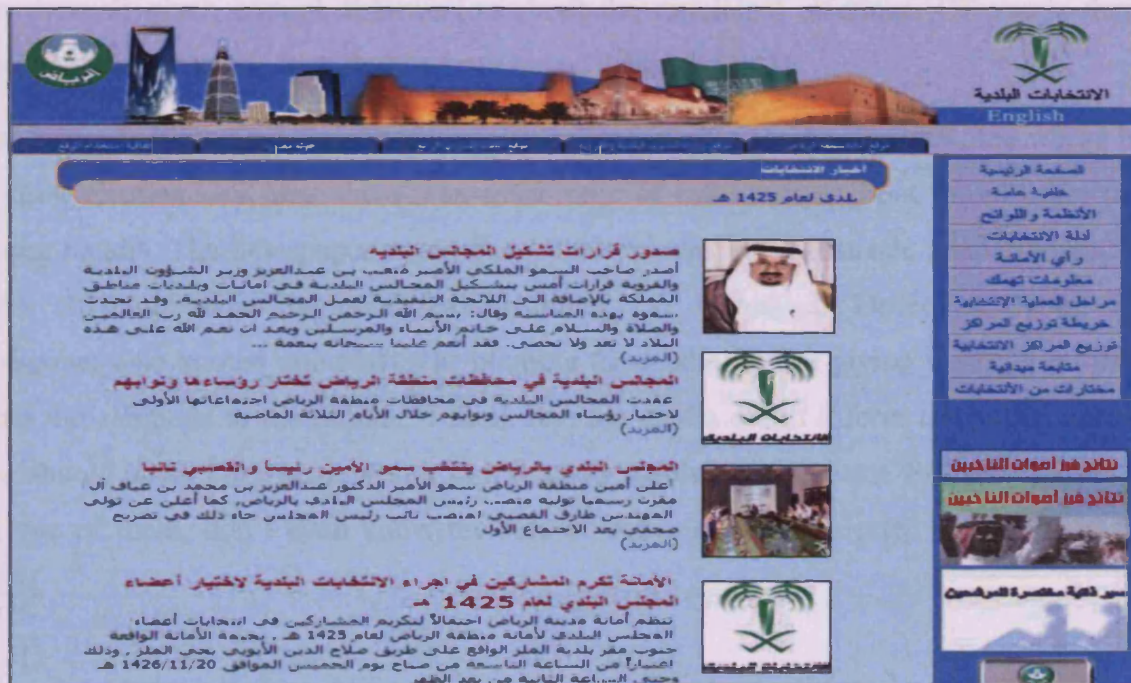 الرياض
الانتخابات البلدية
English
أخبار الانتخابات
بلدي لعام 1425 هـ
الصفحة الرئيسية
خلفية عامة
الأنظمة واللوائح
أدلة الانتخابات
رأي الأمانة
معلومات تهمك
مراحل العملية الإنتخابية
خريطة توزيع المراكز
توزيع المراكز الانتخابية
متابعة ميدانية
مختارات من الأنتخابات
نتائج فرز أصوات الناخبين
نتائج فرز أصوات الناخبين
سير ذاتية مختصرة للمرشحين
صدور قرارات تشكيل المجالس البلدية
أصدر صاحب السمو الملكي الأمير متعب بن عبدالعزيز وزير الشؤون البلدية
والقروية قرارات أمس بتشكيل المجالس البلدية في امانات وبلديات مناطق
المملكة بالإضافة الى اللائحة التنفيذية لعمل المجالس البلدية. وقد تحدث
سموه بهذه المناسبة وقال: بسم الله الرحمن الرحيم الحمد لله رب العالمين
والصلاة والسلام على خاتم الأنبياء والمرسلين وبعد ان نعم الله على هذه
البلاد لا تعد ولا تحصى. فقد أنعم علينا سبحانه بنعمة ...
(المزيد)
المجالس البلدية في محافظات منطقة الرياض تختار رؤساءها ونوابهم
عقدت المجالس البلدية في محافظات منطقة الرياض اجتماعاتها الأولى
لاختيار رؤساء المجالس ونوابهم خلال الأيام الثلاثة الماضية
(المزيد)
الانتخابات البلدية
المجلس البلدي بالرياض ينتخب سمو الأمين رئيساً والقصبي نائبا
أعلن أمين منطقة الرياض سمو الأمير الدكتور عبدالعزيز بن محمد بن عياف آل
مقرن رسميا توليه منصب رئيس المجلس البلدي بالرياض, كما أعلن عن تولي
المهندس طارق القصبي لمنصب نائب رئيس المجلس جاء ذلك في تصريح
صحفي بعد الاجتماع الأول
(المزيد)
الأمانة تكرم المشاركين في اجراء الانتخابات البلدية لاختيار أعضاء
المجلس البلدي لعام 1425 هـ
تنظم أمانة مدينة الرياض احتفالاً لتكريم المشاركين في انتخابات أعضاء
المجلس البلدي لأمانة منطقة الرياض لعام 1425 هـ , بخيمة الأمانة الواقعة
جنوب مقر بلدية الملز الواقع على طريق صلاح الدين الأيوبي بحي الملز , وذلك
اعتباراً من الساعة التاسعة من صباح يوم الخميس الموافق 1426/11/20 هـ
وحتى الساعة الثانية من بعد الظهر
الانتخابات البلدية